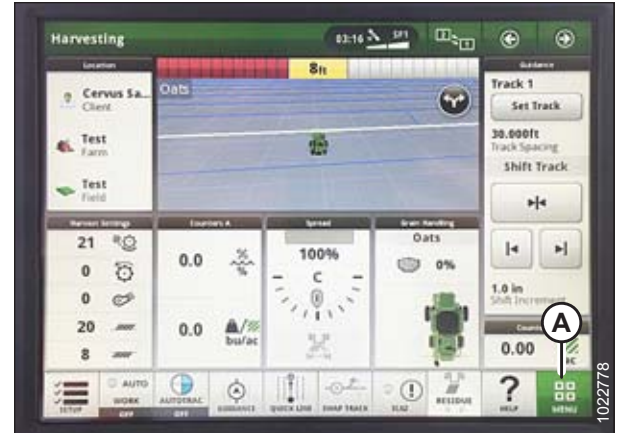 Harvesting
03:16
SF1
Location
Cervus Sa...
Client
Test
Farm
Test
Field
8ft
Oats
Guidance
Track 1
Set Track
30.000ft
Track Spacing
Shift Track
1.0 in
Shift Increment
Harvest Settings
21
0
0
20
8
Counters A
0.0
%
%
0.0
bu/ac
Spread
100%
C
Grain Handling
Oats
0%
0.00
ac
A
SETUP
AUTO
WORK
OFF
AUTOTRAC
OFF
GUIDANCE
QUICK LINE
SWAP TRACK
RESIDUE
HELP
MENU
1022778